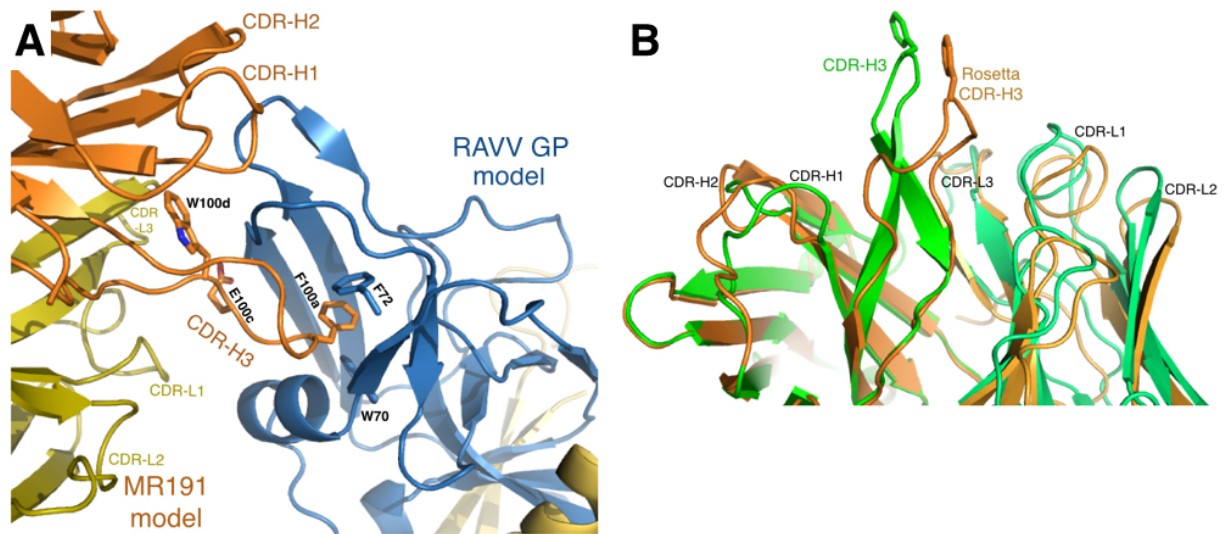 A
CDR-H2
CDR-H1
RAVV GP
model
CDR
-L3
W100d
E100c
F100a
F72
CDR-H3
W70
CDR-L1
CDR-L2
MR191
model
B
CDR-H3
Rosetta
CDR-H3
CDR-L1
CDR-H2
CDR-H1
CDR-L3
CDR-L2